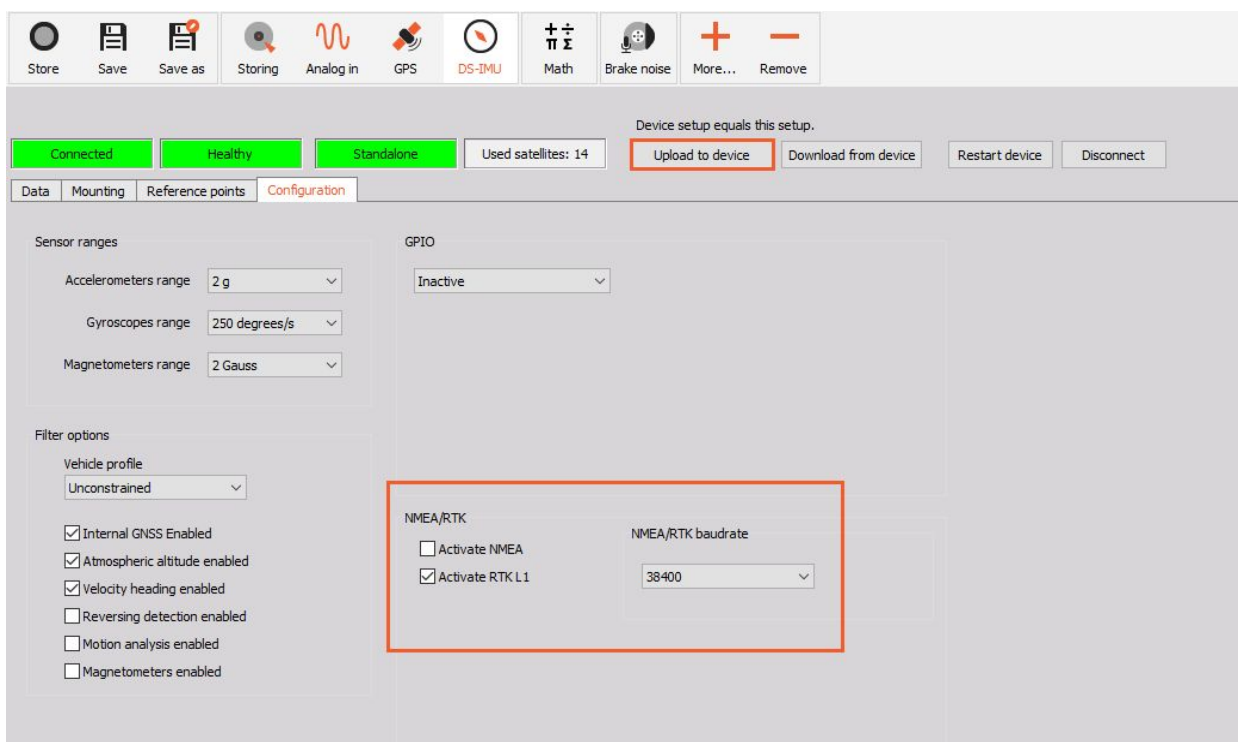 Store Save Save as Storing Analog in GPS DS-IMU Math Brake noise More... Remove
Device setup equals this setup.
Connected Healthy Standalone Used satellites: 14 Upload to device Download from device Restart device Disconnect
Data Mounting Reference points Configuration
Sensor ranges
Accelerometers range 2 g
Gyroscopes range 250 degrees/s
Magnetometers range 2 Gauss
Filter options
Vehicle profile
Unconstrained
Internal GNSS Enabled
Atmospheric altitude enabled
Velocity heading enabled
Reversing detection enabled
Motion analysis enabled
Magnetometers enabled
GPIO
Inactive
NMEA/RTK
Activate NMEA
Activate RTK L1
NMEA/RTK baudrate
38400